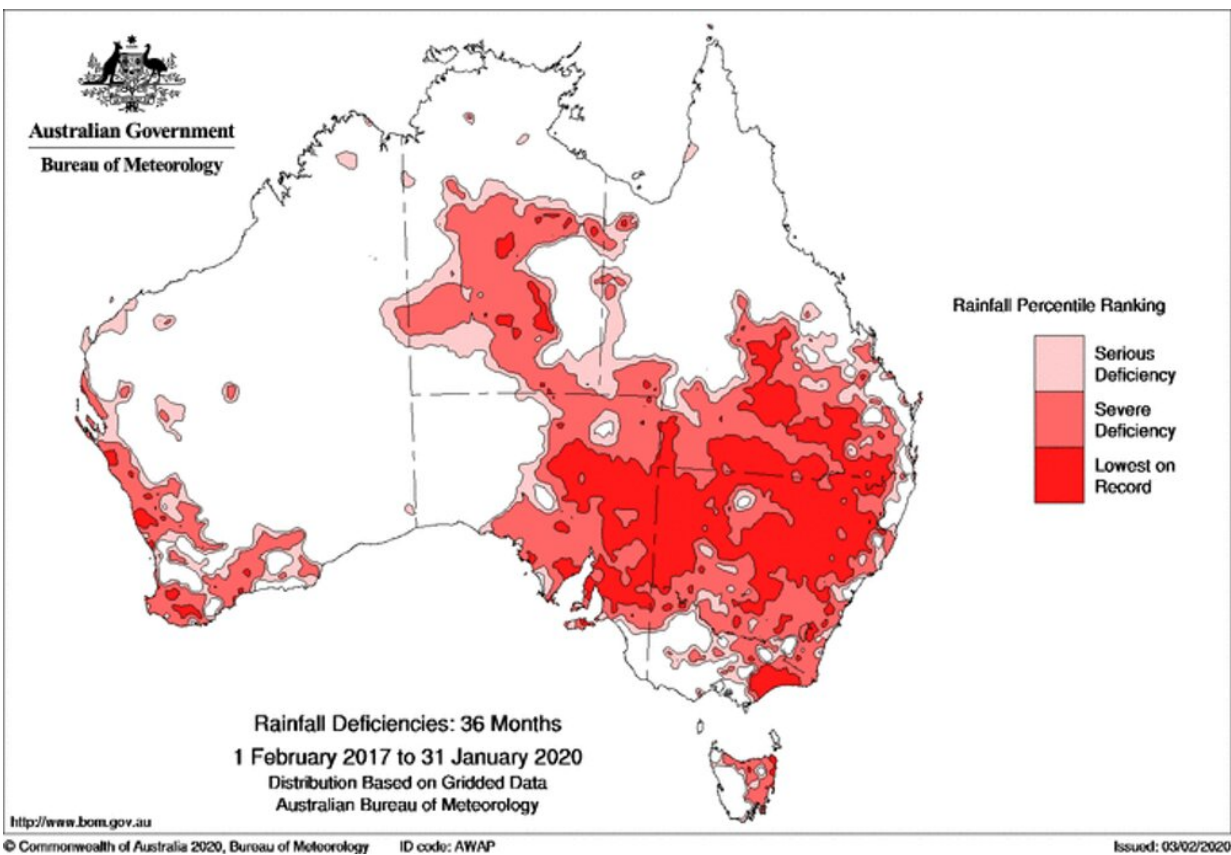 Australian Government
Bureau of Meteorology
Rainfall Percentile Ranking
Serious
Deficiency
Severe
Deficiency
Lowest on
Record
Rainfall Deficiencies: 36 Months
1 February 2017 to 31 January 2020
Distribution Based on Gridded Data
Australian Bureau of Meteorology
http://www.bom.gov.au
© Commonwealth of Australia 2020, Bureau of Meteorology ID code: AWAP Issued: 03/02/2020